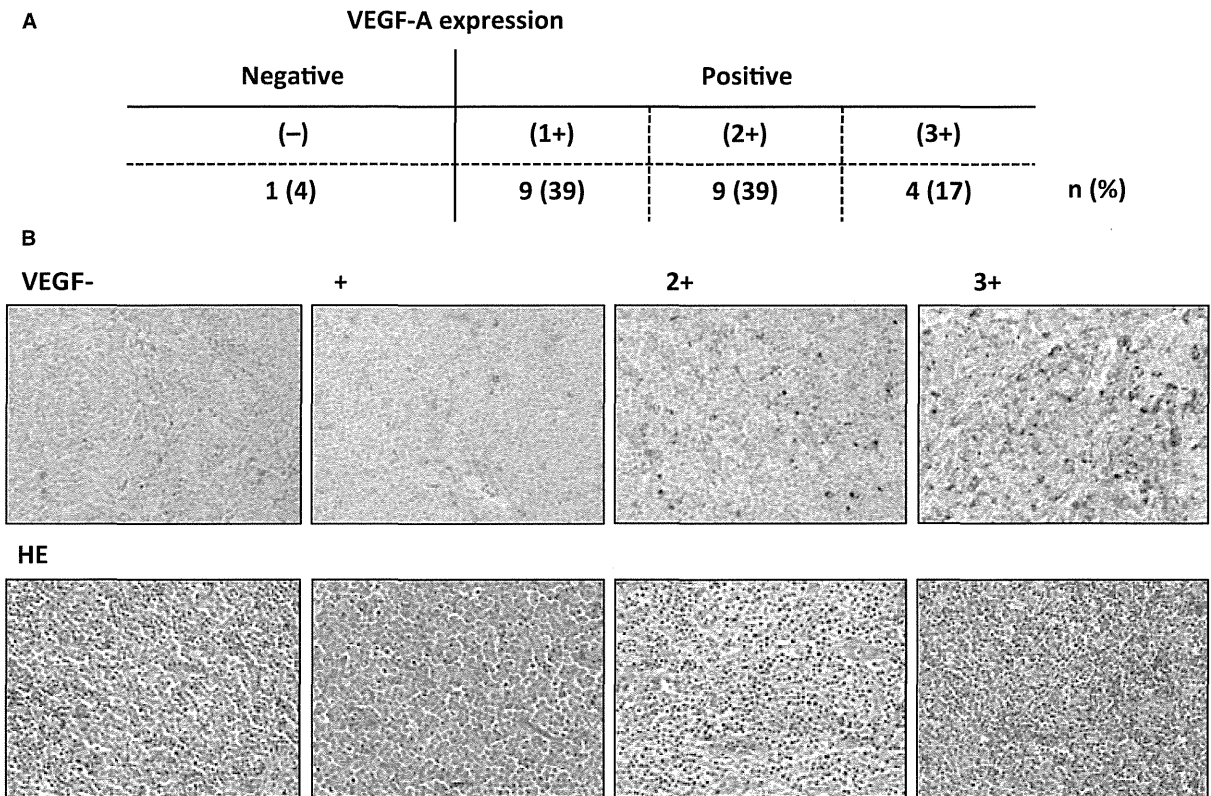 A
VEGF-A expression
Negative Positive
(–) (1+) (2+) (3+)
1 (4) 9 (39) 9 (39) 4 (17) n (%)
B
VEGF- + 2+ 3+
HE